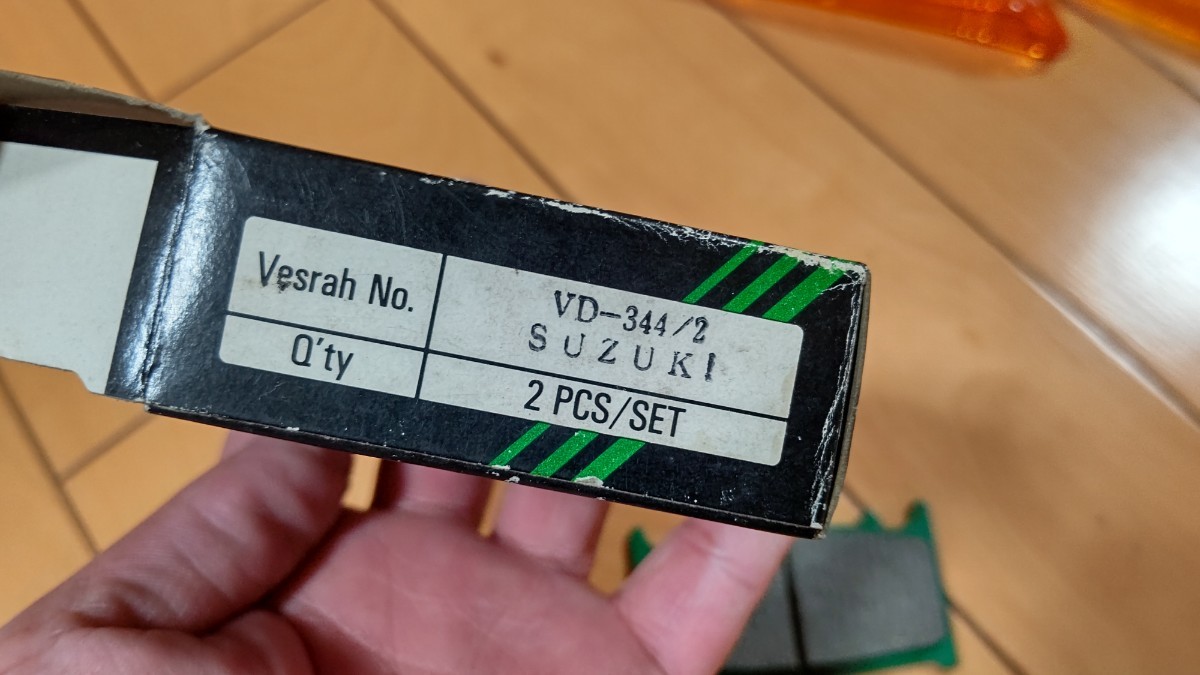 Vesrah No.
VD-344/2
SUZUKI
Q'ty
2 PCS/SET